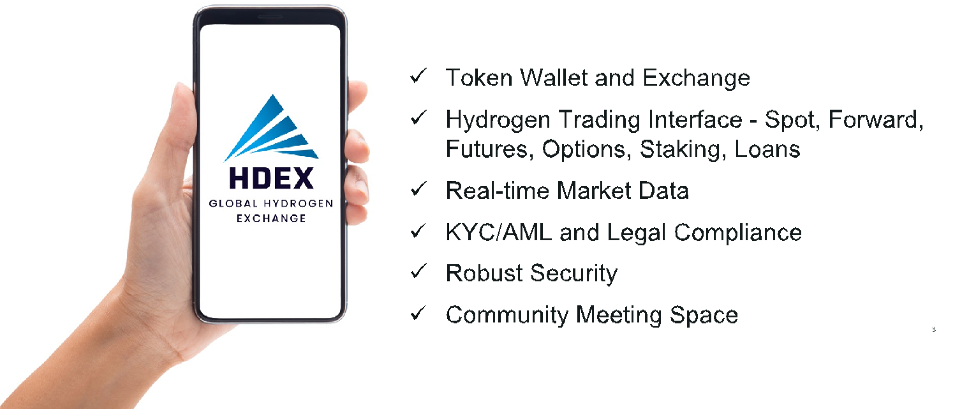 HDEX
GLOBAL HYDROGEN
EXCHANGE
✓ Token Wallet and Exchange
✓ Hydrogen Trading Interface - Spot, Forward,
Futures, Options, Staking, Loans
✓ Real-time Market Data
✓ KYC/AML and Legal Compliance
✓ Robust Security
✓ Community Meeting Space